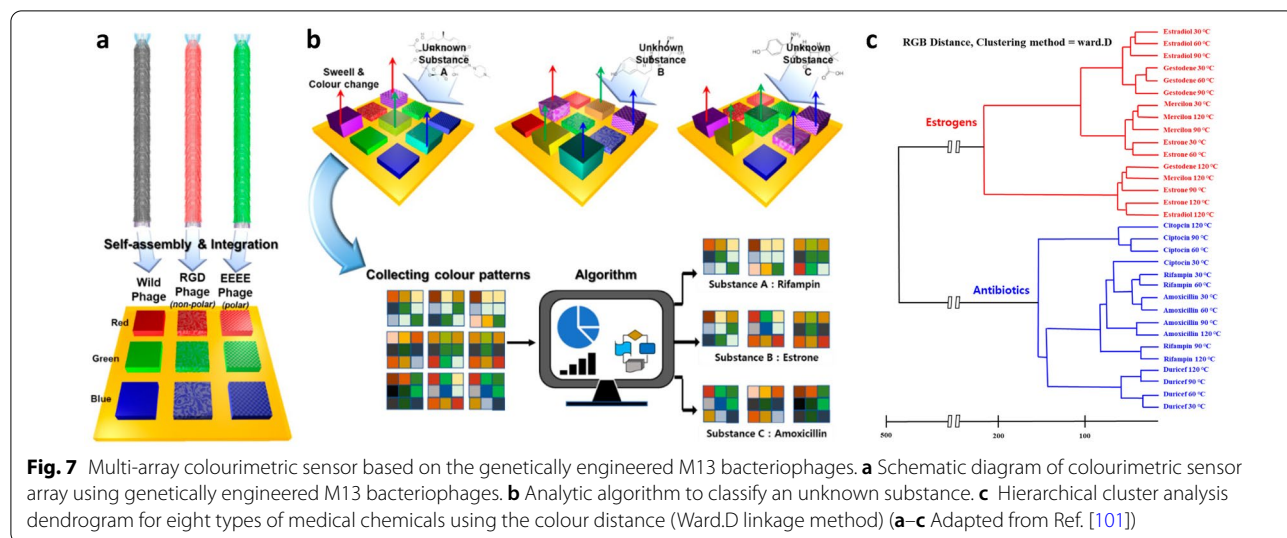 a
Self-assembly & Integration
Wild
Phage
RGD
Phage
(non-polar)
EEEE
Phage
(polar)
Red
Green
Blue
b
Sweell &
Colour change
Unknown
Substance
A
Unknown
Substance
B
Unknown
Substance
C
Collecting colour patterns
Algorithm
Substance A : Rifampin
Substance B : Estrone
Substance C : Amoxicillin
c
RGB Distance, Clustering method = ward.D
Estrogens
Antibiotics
Estradiol 30 °C
Estradiol 60 °C
Estradiol 90 °C
Gestodene 30 °C
Gestodene 60 °C
Gestodene 90 °C
Mercilon 30 °C
Mercilon 120 °C
Mercilon 90 °C
Estrone 30 °C
Estrone 60 °C
Gestodene 120 °C
Mercilon 120 °C
Estrone 90 °C
Estrone 120 °C
Estradiol 120 °C
Citopcin 120 °C
Ciptocin 90 °C
Ciptocin 60 °C
Ciptocin 30 °C
Rifampin 30 °C
Rifampin 60 °C
Amoxicillin 30 °C
Amoxicillin 60 °C
Amoxicillin 90 °C
Amoxicillin 120 °C
Rifampin 90 °C
Rifampin 120 °C
Duricef 120 °C
Duricef 90 °C
Duricef 60 °C
Duricef 30 °C
500
200
100
Fig. 7 Multi-array colourimetric sensor based on the genetically engineered M13 bacteriophages. a Schematic diagram of colourimetric sensor
array using genetically engineered M13 bacteriophages. b Analytic algorithm to classify an unknown substance. c Hierarchical cluster analysis
dendrogram for eight types of medical chemicals using the colour distance (Ward.D linkage method) (a–c Adapted from Ref. [101])